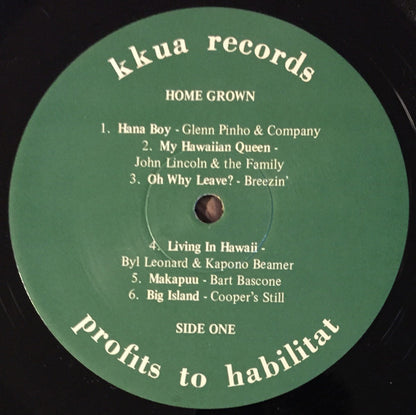 kkua records
HOME GROWN
1. Hana Boy - Glenn Pinho & Company
2. My Hawaiian Queen -
John Lincoln & the Family
3. Oh Why Leave? - Breezin'
4. Living In Hawaii -
Byl Leonard & Kapono Beamer
5. Makapuu - Bart Bascone
6. Big Island - Cooper's Still
SIDE ONE
profits to habilitat